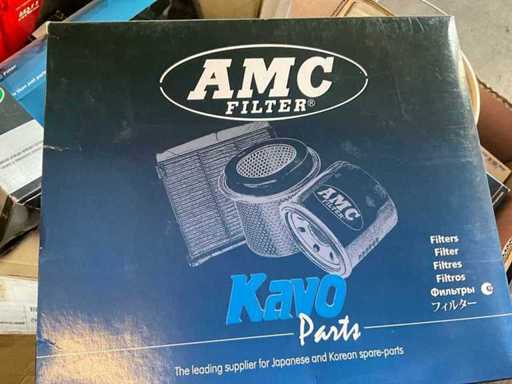 AMC
FILTER®
AMC
FILTER
Filters
Filter
Filtres
Filtros
Фильтры
フィルター
Kavo
Parts
The leading supplier for Japanese and Korean spare-parts